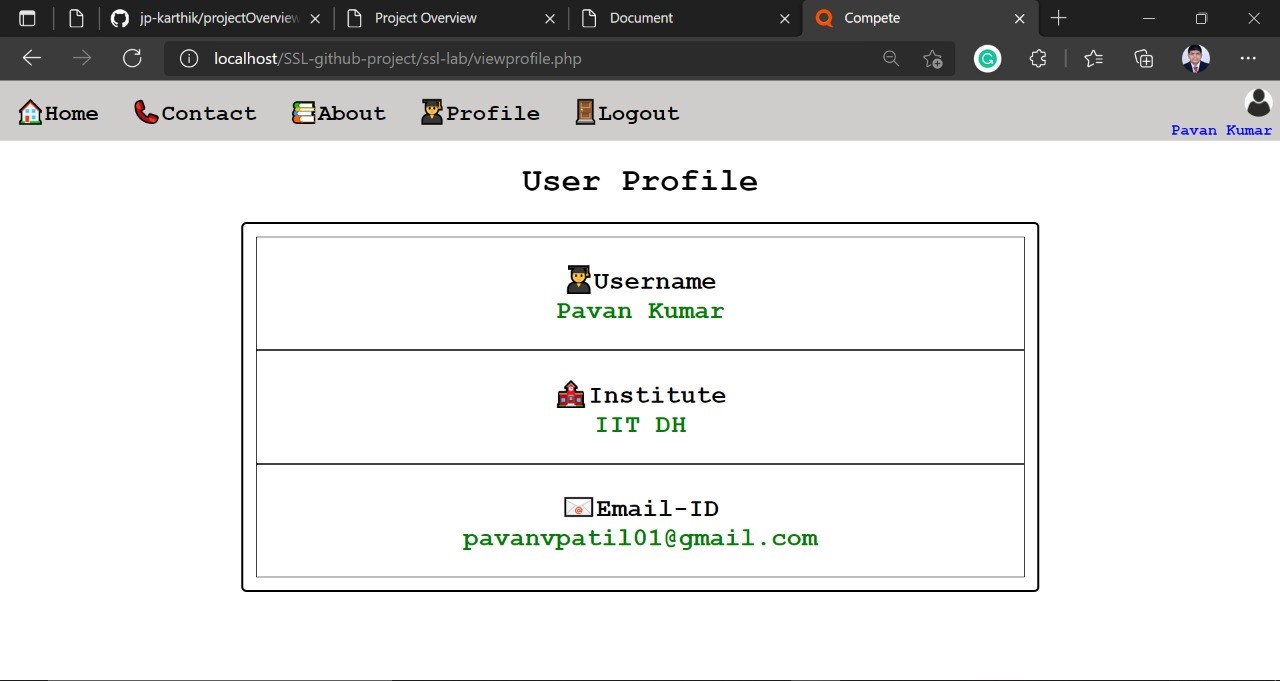 jp-karthik/projectOverview
Project Overview
Document
Compete
localhost/SSL-github-project/ssl-lab/viewprofile.php
Home
Contact
About
Profile
Logout
Pavan Kumar
User Profile
Username
Pavan Kumar
Institute
IIT DH
Email-ID
pavanvpatil01@gmail.com